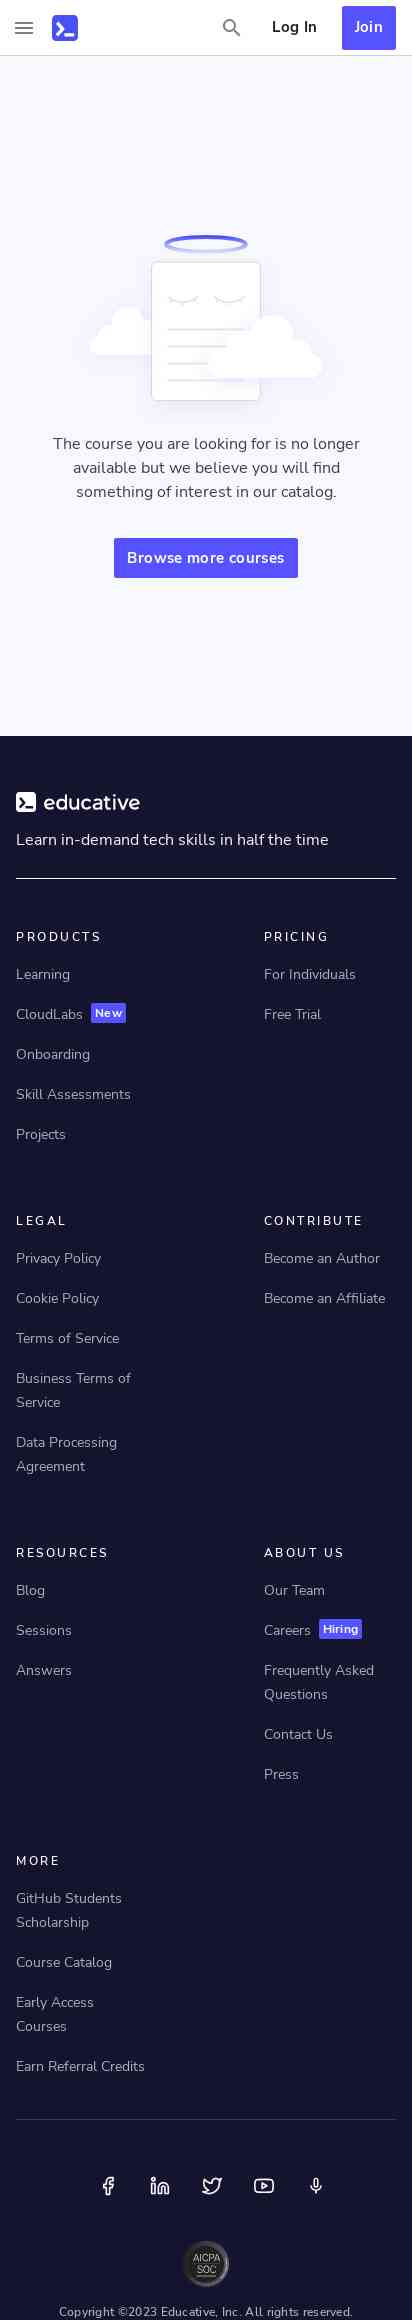 Log In
Join
The course you are looking for is no longer
available but we believe you will find
something of interest in our catalog.
Browse more courses
educative
Learn in-demand tech skills in half the time
PRODUCTS
Learning
CloudLabs New
Onboarding
Skill Assessments
Projects
PRICING
For Individuals
Free Trial
LEGAL
Privacy Policy
Cookie Policy
Terms of Service
Business Terms of
Service
Data Processing
Agreement
CONTRIBUTE
Become an Author
Become an Affiliate
RESOURCES
Blog
Sessions
Answers
ABOUT US
Our Team
Careers Hiring
Frequently Asked
Questions
Contact Us
Press
MORE
GitHub Students
Scholarship
Course Catalog
Early Access
Courses
Earn Referral Credits
AICPA
SOC
Copyright ©2023 Educative, Inc. All rights reserved.